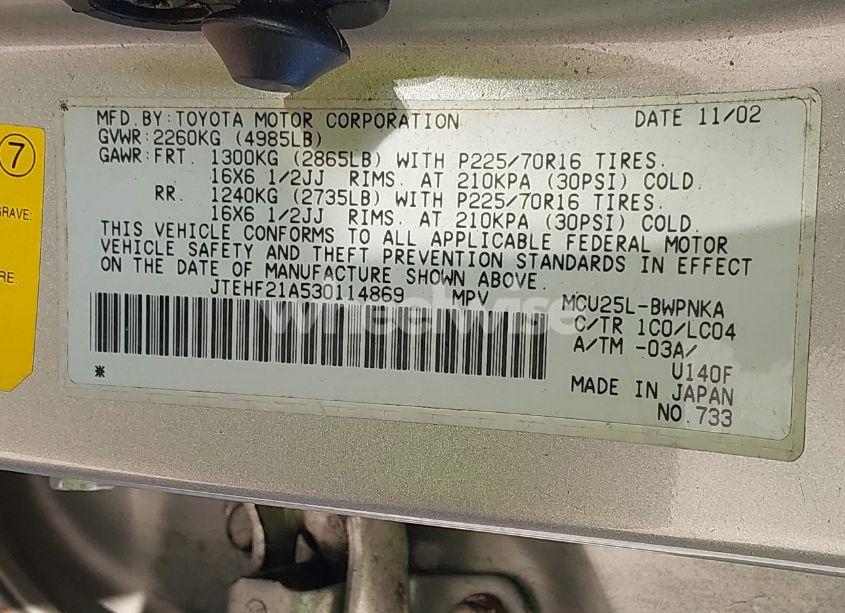 MFD.BY:TOYOTA MOTOR CORPORATION DATE 11/02
GVWR:2260KG (4985LB)
GAWR:FRT. 1300KG (2865LB) WITH P225/70R16 TIRES.
16X6 1/2JJ RIMS. AT 210KPA (30PSI) COLD.
RR. 1240KG (2735LB) WITH P225/70R16 TIRES.
16X6 1/2JJ RIMS. AT 210KPA (30PSI) COLD.
THIS VEHICLE CONFORMS TO ALL APPLICABLE FEDERAL MOTOR
VEHICLE SAFETY AND THEFT PREVENTION STANDARDS IN EFFECT
ON THE DATE OF MANUFACTURE SHOWN ABOVE.
JTEHF21A530114869 MPV MCU25L-BWPNKA
C/TR 1C0/LC04
A/TM -03A/
U140F
MADE IN JAPAN
NO.733
7
GRAVE:
RE.
wheelwise